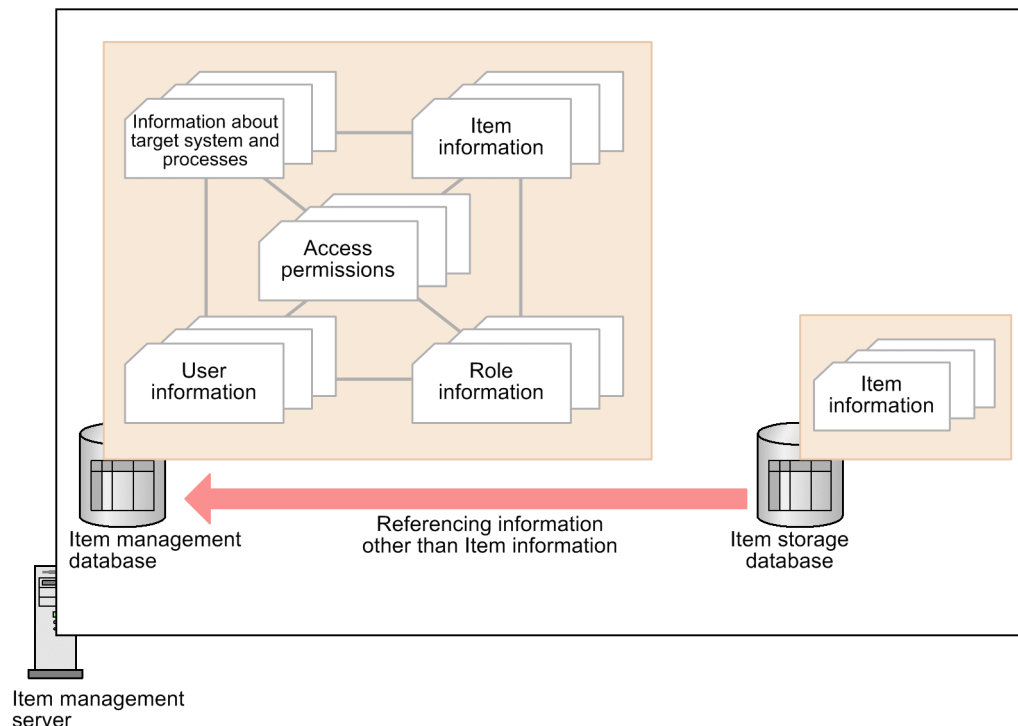 Information about
target system and
processes
Item
information
Access
permissions
User
information
Role
information
Item
information
Referencing information
other than Item information
Item management
database
Item storage
database
Item management
server